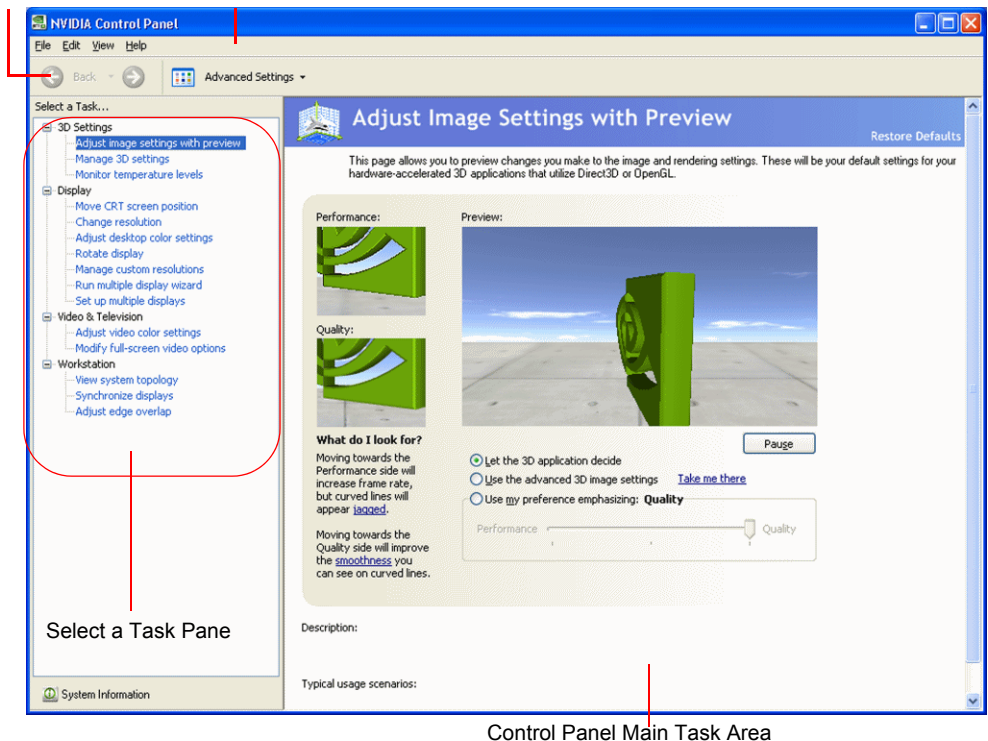 NVIDIA Control Panel
File Edit View Help
Back
Advanced Settings
Select a Task...
3D Settings
Adjust image settings with preview
Manage 3D settings
Monitor temperature levels
Display
Move CRT screen position
Change resolution
Adjust desktop color settings
Rotate display
Manage custom resolutions
Run multiple display wizard
Set up multiple displays
Video & Television
Adjust video color settings
Modify full-screen video options
Workstation
View system topology
Synchronize displays
Adjust edge overlap
Select a Task Pane
System Information
Adjust Image Settings with Preview
Restore Defaults
This page allows you to preview changes you make to the image and rendering settings. These will be your default settings for your
hardware-accelerated 3D applications that utilize Direct3D or OpenGL.
Performance:
Quality:
What do I look for?
Moving towards the
Performance side will
increase frame rate,
but curved lines will
appear jagged.
Moving towards the
Quality side will improve
the smoothness you
can see on curved lines.
Preview:
Pause
Let the 3D application decide
Use the advanced 3D image settings Take me there
Use my preference emphasizing: Quality
Performance Quality
Description:
Typical usage scenarios:
Control Panel Main Task Area